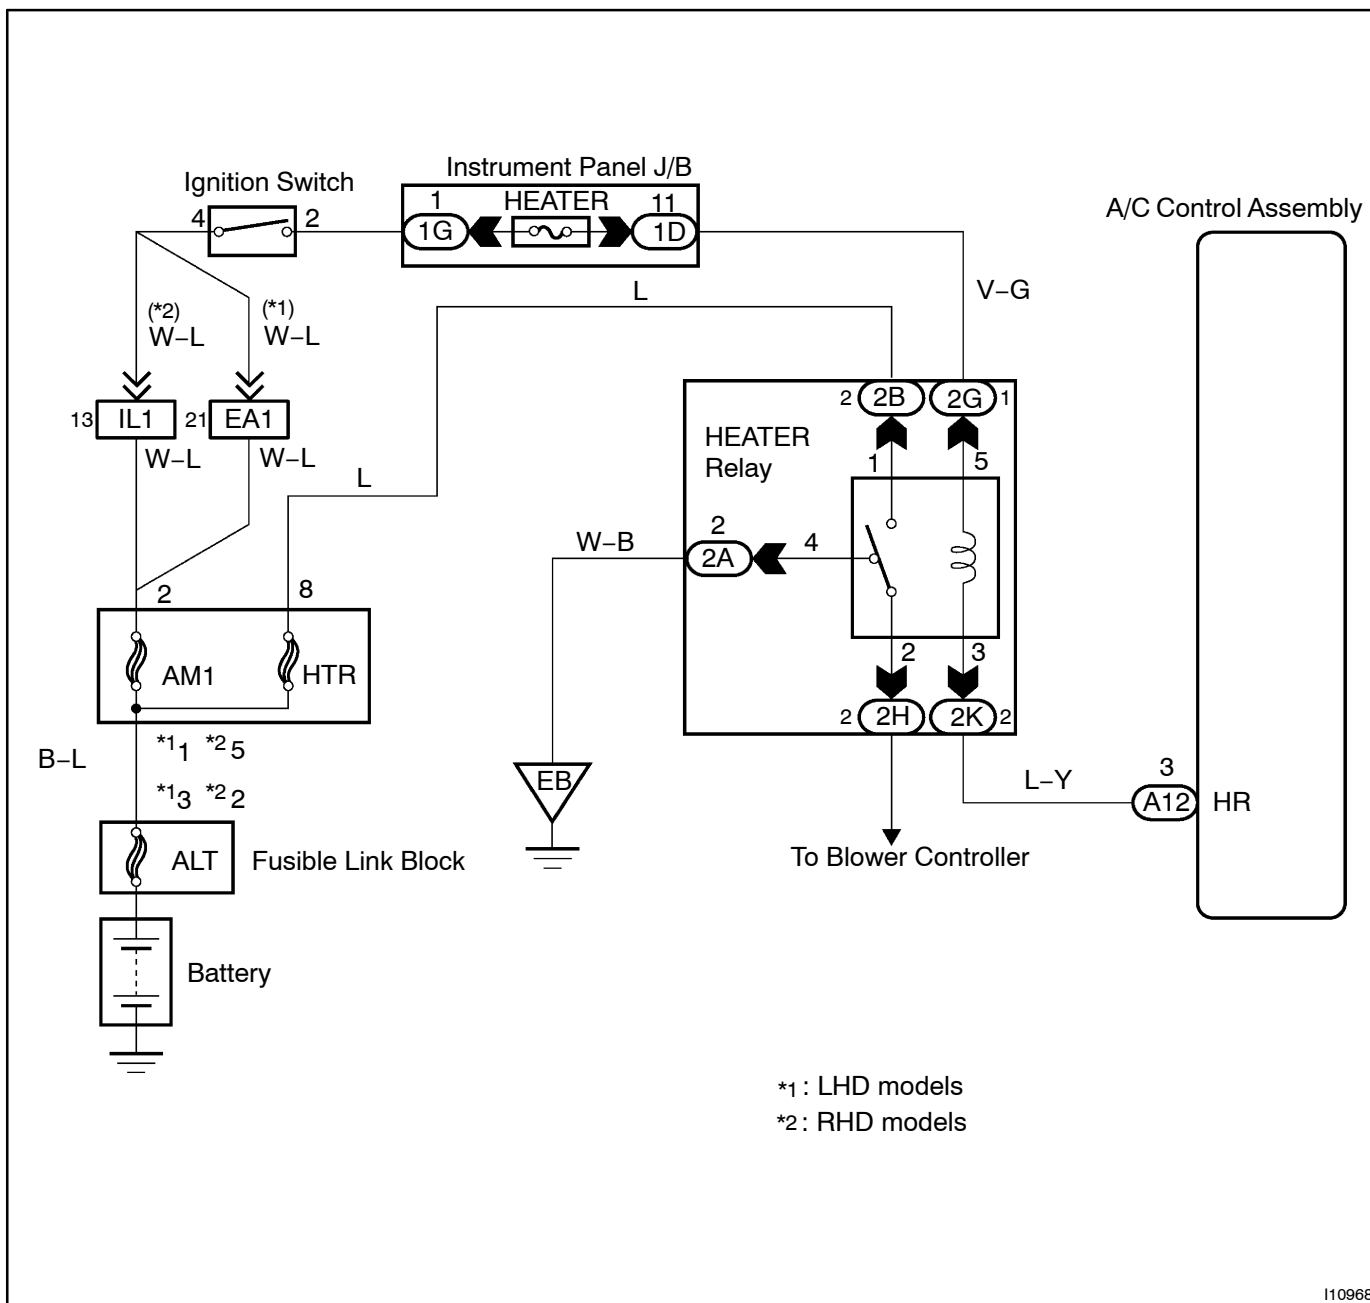 Instrument Panel J/B
Ignition Switch
1 HEATER 11
A/C Control Assembly
4 2 1G 1D
L V–G
(*2) (*1)
W–L W–L
13 IL1 21 EA1
2 2B 2G 1
W–L W–L
HEATER
Relay
1 5
L
2
W–B 2A 4
2 8
AM1 HTR
2 3
2 2H 2K 2
B–L *1 1 *2 5
*1 3 *2 2
EB
L–Y 3
A12 HR
ALT Fusible Link Block
To Blower Controller
Battery
*1 : LHD models
*2 : RHD models
I10968